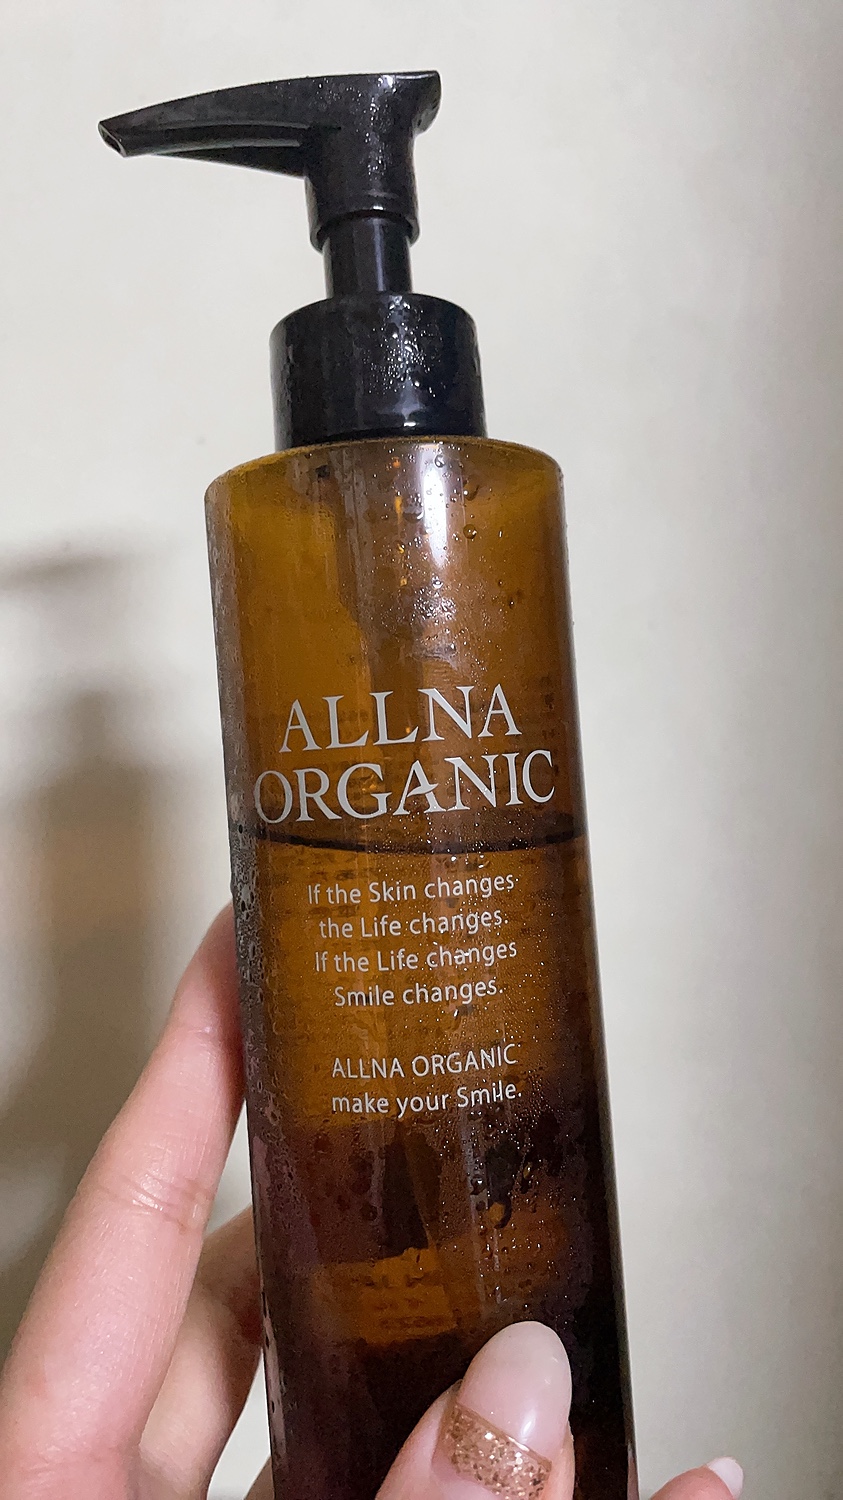 ALLNA
ORGANIC
If the Skin changes
the Life changes.
If the Life changes
Smile changes.
ALLNA ORGANIC
make your Smile.